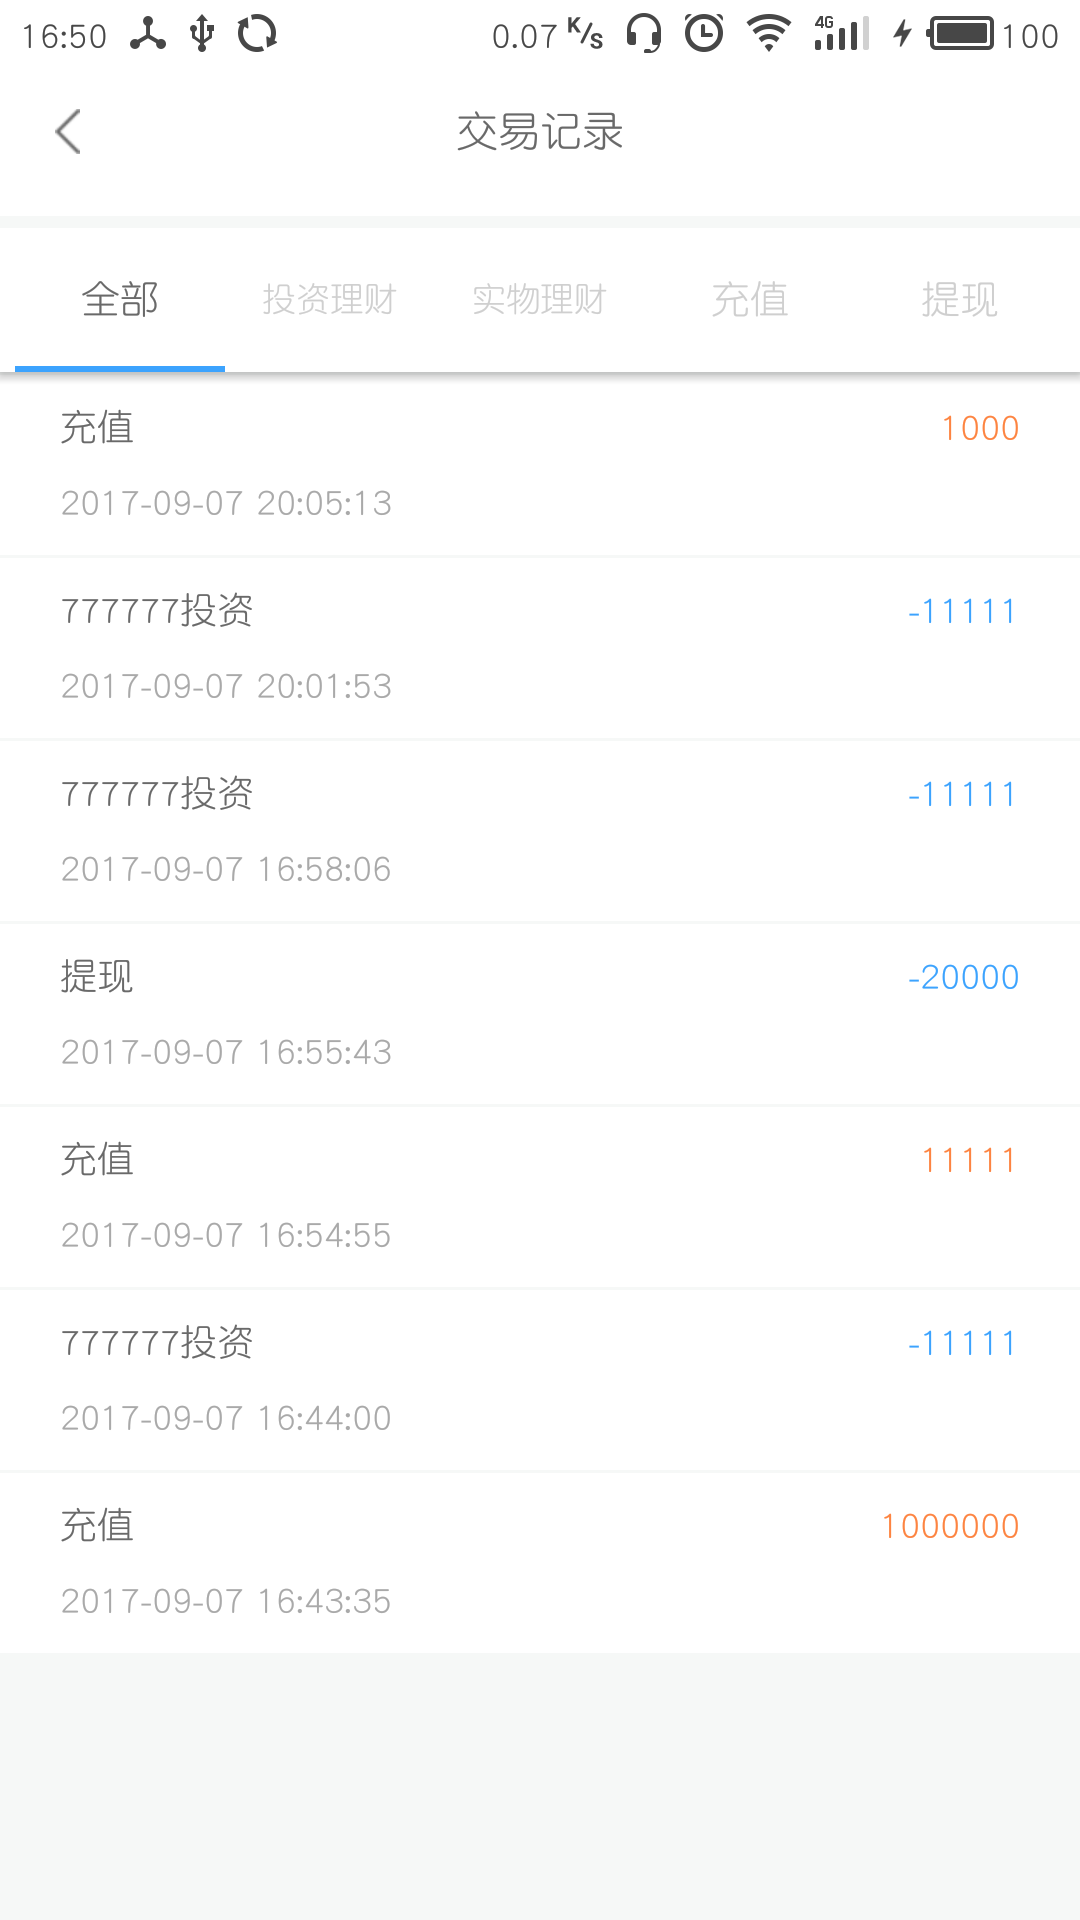 16:50 0.07 K/s 4G 100
交易记录
全部 投资理财 实物理财 充值 提现
充值 1000
2017-09-07 20:05:13
777777投资 -11111
2017-09-07 20:01:53
777777投资 -11111
2017-09-07 16:58:06
提现 -20000
2017-09-07 16:55:43
充值 11111
2017-09-07 16:54:55
777777投资 -11111
2017-09-07 16:44:00
充值 1000000
2017-09-07 16:43:35